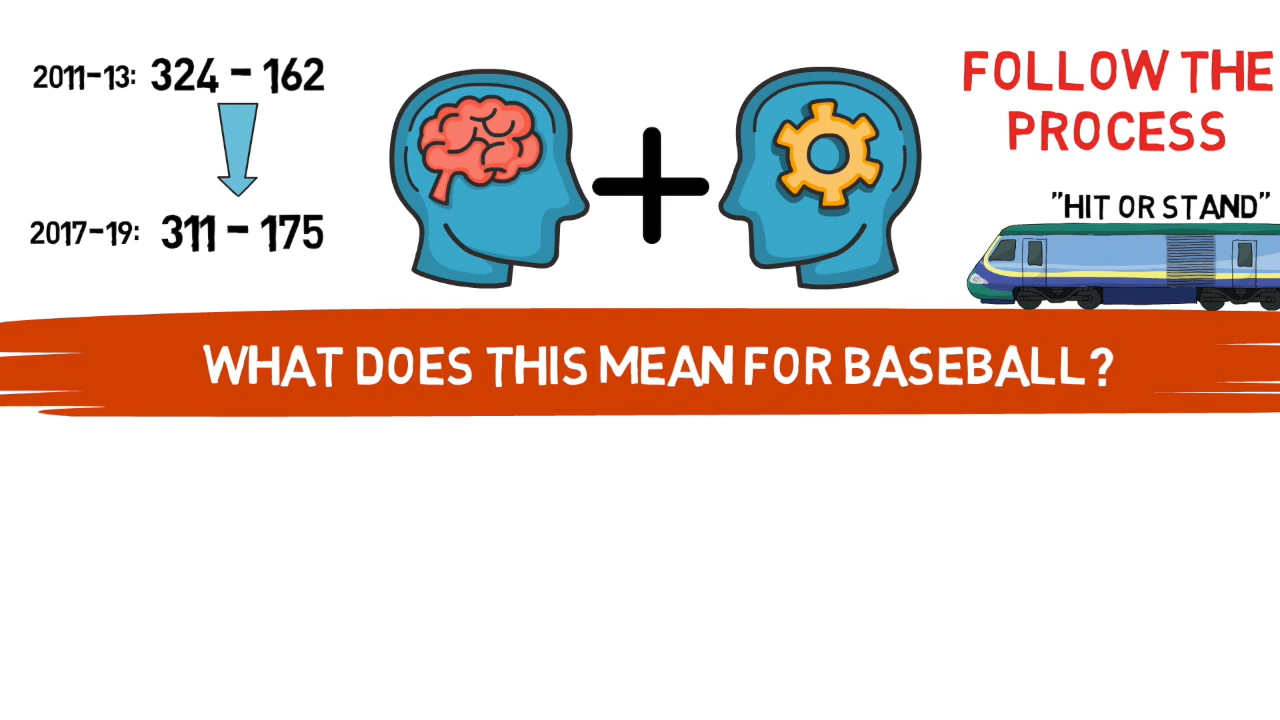 2011-13: 324 - 162
2017-19: 311 - 175
FOLLOW THE
PROCESS
"HIT OR STAND"
WHAT DOES THIS MEAN FOR BASEBALL?